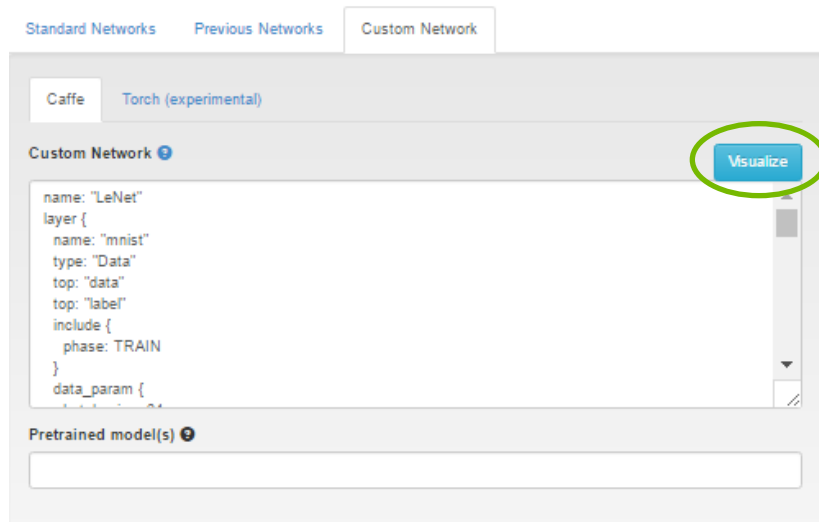 Standard Networks Previous Networks Custom Network
Caffe Torch (experimental)
Custom Network
Visualize
name: "LeNet"
layer {
name: "mnist"
type: "Data"
top: "data"
top: "label"
include {
phase: TRAIN
}
data_param {
Pretrained model(s)